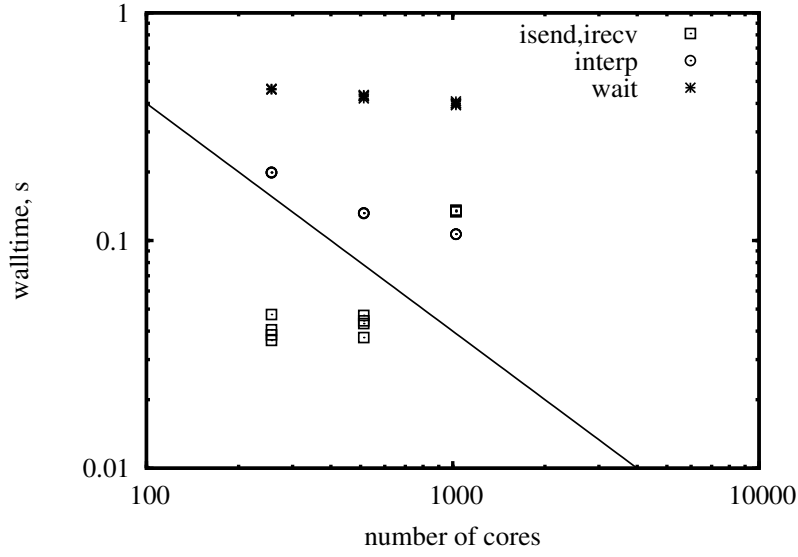 1
isend,irecv
interp
wait
walltime, s
0.1
0.01
100
1000
10000
number of cores